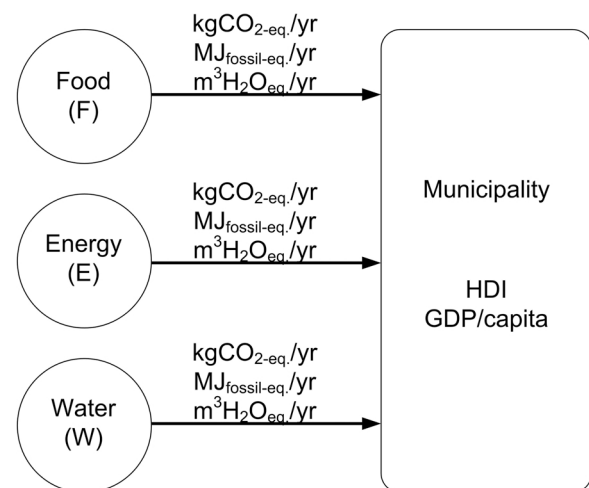 kgCO₂₋eq./yr
MJfossil-eq./yr
m³H₂Oeq./yr
Food
(F)
kgCO₂₋eq./yr
MJfossil-eq./yr
m³H₂Oeq./yr
Energy
(E)
kgCO₂₋eq./yr
MJfossil-eq./yr
m³H₂Oeq./yr
Water
(W)
Municipality
HDI
GDP/capita